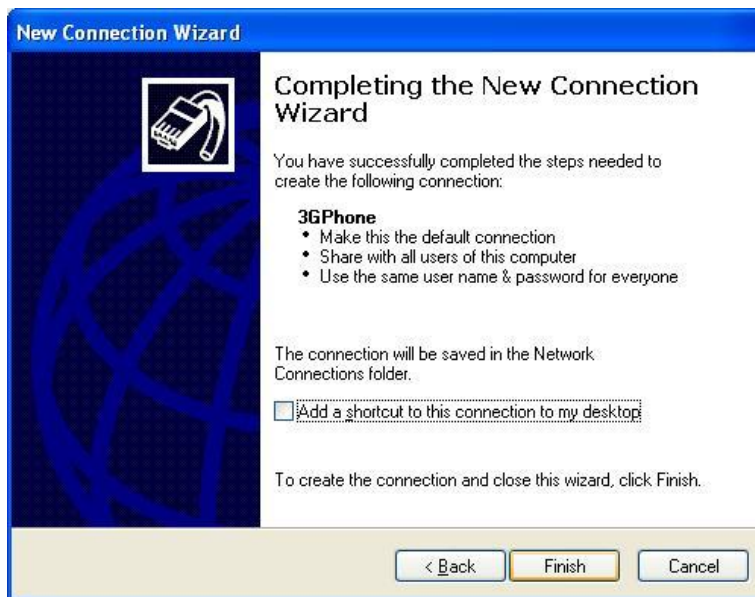 New Connection Wizard
Completing the New Connection
Wizard
You have successfully completed the steps needed to
create the following connection:
3GPhone
• Make this the default connection
• Share with all users of this computer
• Use the same user name & password for everyone
The connection will be saved in the Network
Connections folder.
Add a shortcut to this connection to my desktop
To create the connection and close this wizard, click Finish.
< Back
Finish
Cancel